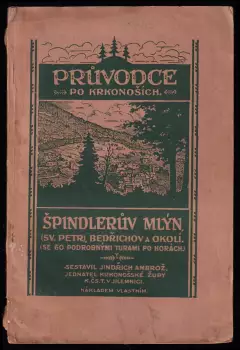 PRŮVODCE
PO KRKONOŠÍCH.
ŠPINDLERŮV MLÝN,
(SV. PETR), BEDŘICHOV A OKOLÍ.
(SE 60 PODROBNÝMI TURAMI PO HORÁCH)
SESTAVIL JINDŘICH AMBROŽ,
JEDNATEL KRKONOŠSKÉ ŽUPY
K.Č.S.T. V JILEMNICI.
NÁKLADEM VLASTNÍM.